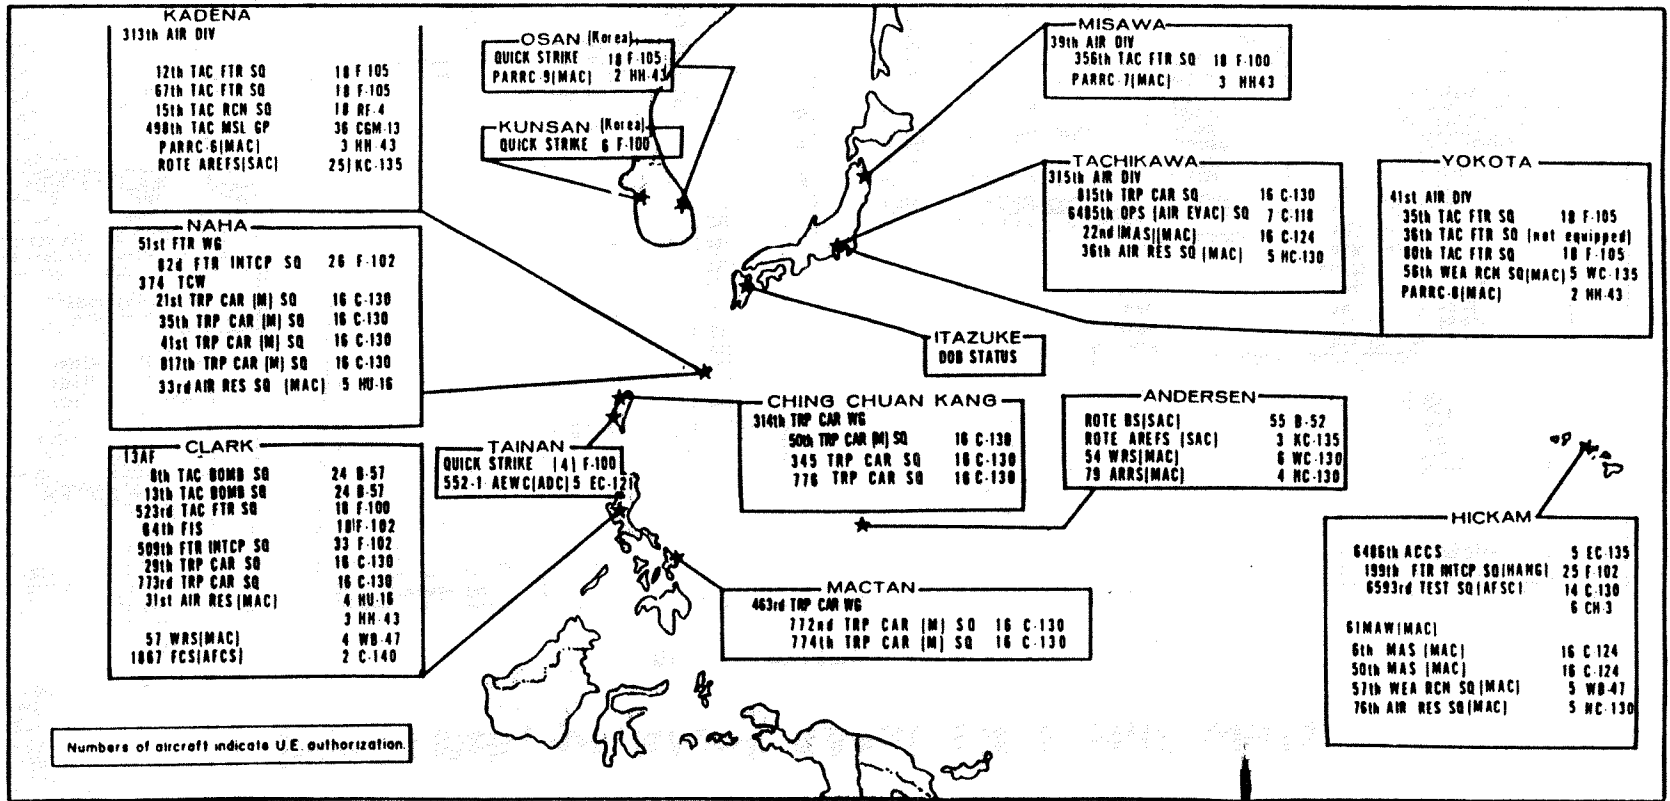 KADENA
313th AIR DIV
12th TAC FTR SQ 18 F 105
67th TAC FTR SQ 18 F-105
15th TAC RCN SQ 18 RF-4
498th TAC MSL GP 36 CGM-13
PARRC-6(MAC) 3 HH-43
ROTE AREFS(SAC) 25 KC-135
NAHA
51st FTR WG
82d FTR INTCP SQ 26 F-102
374 TCW
21st TRP CAR (M) SQ 16 C-130
35th TRP CAR (M) SQ 16 C-130
41st TRP CAR (M) SQ 16 C-130
817th TRP CAR (M) SQ 16 C-130
33rd AIR RES SQ (MAC) 5 HU-16
CLARK
13AF
8th TAC BOMB SQ 24 B-57
13th TAC BOMB SQ 24 B-57
523rd TAC FTR SQ 18 F-100
64th FIS 18 F-102
509th FTR INTCP SQ 33 F-102
29th TRP CAR SQ 16 C-130
773rd TRP CAR SQ 16 C-130
31st AIR RES (MAC) 4 HU-16
3 HH-43
57 WRS(MAC) 4 WB-47
1867 FCS(AFCS) 2 C-140
Numbers of aircraft indicate U.E. authorization.
OSAN (Korea)
QUICK STRIKE 18 F-105
PARRC-9(MAC) 2 HH-43
KUNSAN (Korea)
QUICK STRIKE 6 F-100
TAINAN
QUICK STRIKE (4) F-100
552-1 AEWC(ADC) 5 EC-121
MISAWA
39th AIR DIV
356th TAC FTR SQ 18 F-100
PARRC-7(MAC) 3 HH43
TACHIKAWA
315th AIR DIV
815th TRP CAR SQ 16 C-130
6485th OPS (AIR EVAC) SQ 7 C-118
22nd MAS (MAC) 16 C-124
36th AIR RES SQ (MAC) 5 HC-130
YOKOTA
41st AIR DIV
35th TAC FTR SQ 18 F-105
36th TAC FTR SQ (not equipped)
80th TAC FTR SQ 18 F-105
56th WEA RCN SQ(MAC) 5 WC-135
PARRC-8(MAC) 2 HH-43
ITAZUKE
DOB STATUS
CHING CHUAN KANG
314th TRP CAR WG
50th TRP CAR (M) SQ 16 C-130
345 TRP CAR SQ 16 C-130
776 TRP CAR SQ 16 C-130
ANDERSEN
ROTE BS(SAC) 55 B-52
ROTE AREFS (SAC) 3 KC-135
54 WRS(MAC) 6 WC-130
79 ARRS(MAC) 4 HC-130
MACTAN
463rd TRP CAR WG
772nd TRP CAR (M) SQ 16 C-130
774th TRP CAR (M) SQ 16 C-130
HICKAM
6486th ACCS 5 EC-135
199th FTR INTCP SQ(HANG) 25 F-102
6593rd TEST SQ(AFSC) 14 C-130
6 CH-3
61MAW(MAC)
6th MAS (MAC) 16 C-124
50th MAS (MAC) 16 C-124
57th WEA RCN SQ(MAC) 5 WB-47
76th AIR RES SQ(MAC) 5 HC-130